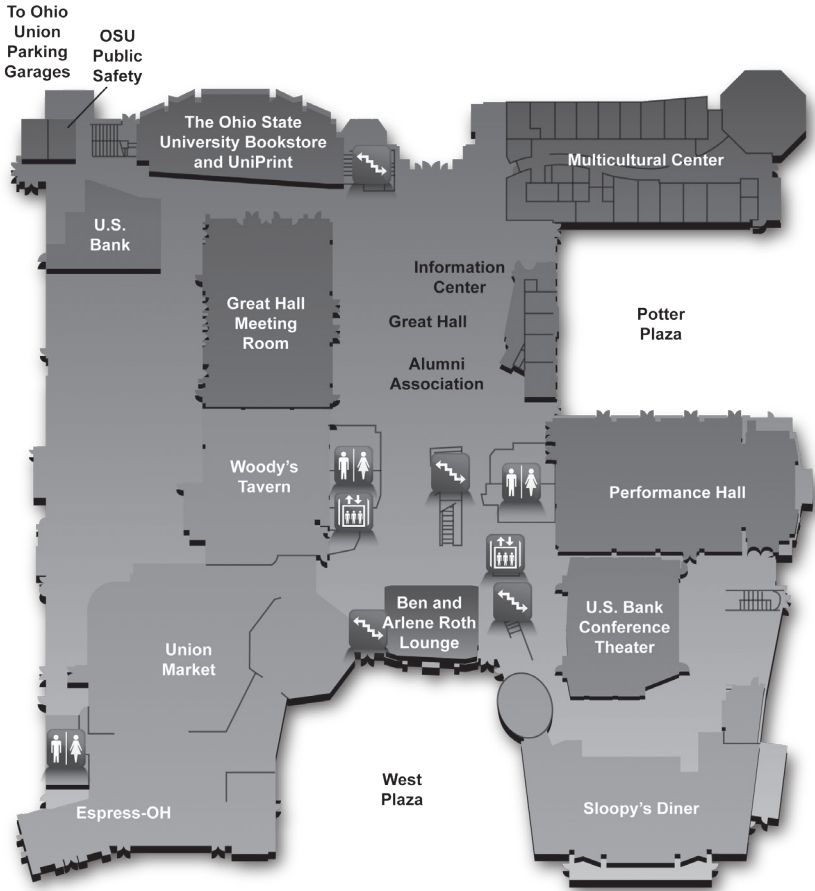 To Ohio
Union
Parking
Garages
OSU
Public
Safety
The Ohio State
University Bookstore
and UniPrint
Multicultural Center
U.S.
Bank
Information
Center
Great Hall
Meeting
Room
Great Hall
Potter
Plaza
Alumni
Association
Woody's
Tavern
Performance Hall
Ben and
Arlene Roth
Lounge
U.S. Bank
Conference
Theater
Union
Market
West
Plaza
Espress-OH
Sloopy's Diner